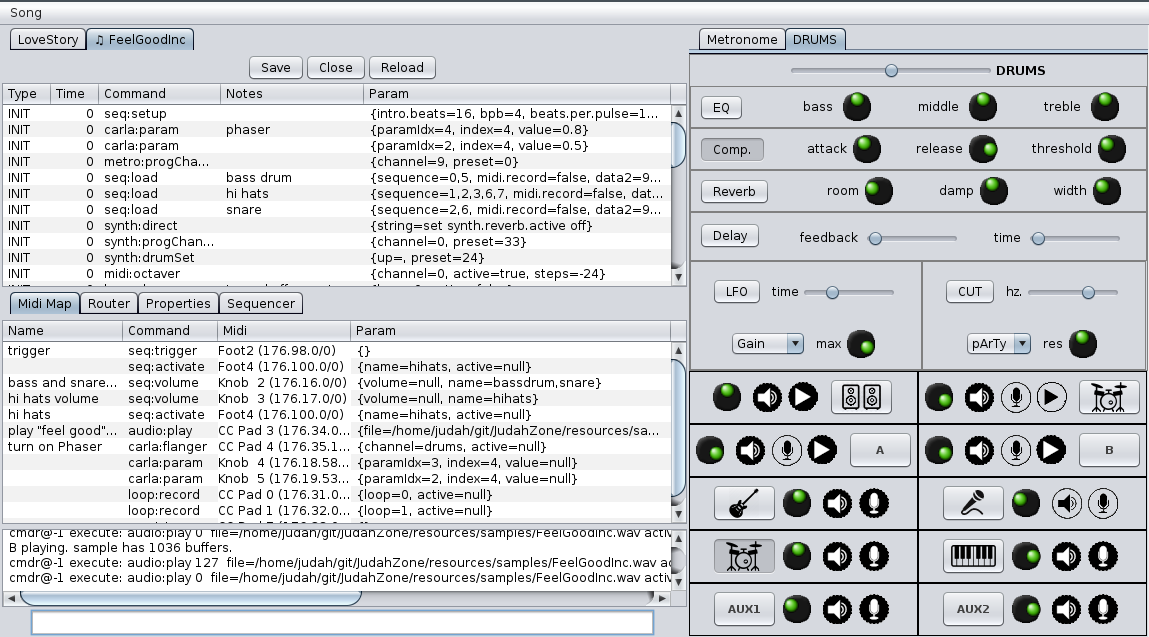 Song
LoveStory ♫ FeelGoodInc
Save Close Reload
Type Time Command Notes Param
INIT 0 seq:setup {intro.beats=16, bpb=4, beats.per.pulse=1...
INIT 0 carla:param phaser {paramIdx=4, index=4, value=0.8}
INIT 0 carla:param {paramIdx=2, index=4, value=0.5}
INIT 0 metro:progCha... {channel=9, preset=0}
INIT 0 seq:load bass drum {sequence=0,5, midi.record=false, data2=9...
INIT 0 seq:load hi hats {sequence=1,2,3,6,7, midi.record=false, dat...
INIT 0 seq:load snare {sequence=2,6, midi.record=false, data2=9...
INIT 0 synth:direct {string=set synth.reverb.active off}
INIT 0 synth:progChan... {channel=0, preset=33}
INIT 0 synth:drumSet {up=, preset=24}
INIT 0 midi:octaver {channel=0, active=true, steps=-24}
Midi Map Router Properties Sequencer
Name Command Midi Param
trigger seq:trigger Foot2 (176.98.0/0) {}
seq:activate Foot4 (176.100.0/0) {name=hihats, active=null}
bass and snare... seq:volume Knob 2 (176.16.0/0) {volume=null, name=bassdrum,snare}
hi hats volume seq:volume Knob 3 (176.17.0/0) {volume=null, name=hihats}
hi hats seq:activate Foot4 (176.100.0/0) {name=hihats, active=null}
play "feel good"... audio:play CC Pad 3 (176.34.0... {file=/home/judah/git/JudahZone/resources/sa...
turn on Phaser carla:flanger CC Pad 4 (176.35.1... {channel=drums, active=null}
carla:param Knob 4 (176.18.58... {paramIdx=3, index=4, value=null}
carla:param Knob 5 (176.19.53... {paramIdx=2, index=4, value=null}
loop:record CC Pad 0 (176.31.0... {loop=0, active=null}
loop:record CC Pad 1 (176.32.0... {loop=1, active=null}
cmdr@-1 execute: audio:play 0 file=/home/judah/git/JudahZone/resources/samples/FeelGoodInc.wav activ
B playing. sample has 1036 buffers.
cmdr@-1 execute: audio:play 127 file=/home/judah/git/JudahZone/resources/samples/FeelGoodInc.wav ac
cmdr@-1 execute: audio:play 0 file=/home/judah/git/JudahZone/resources/samples/FeelGoodInc.wav activ
Metronome DRUMS
DRUMS
EQ bass middle treble
Comp. attack release threshold
Reverb room damp width
Delay feedback time
LFO time CUT hz.
Gain max pArTy res
A B
AUX1 AUX2